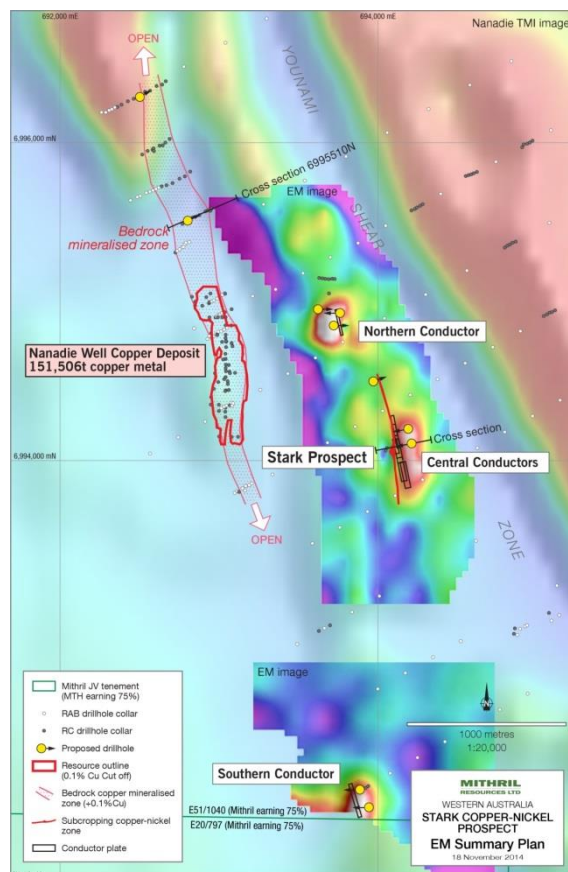 692,000 mE
694,000 mE
Nanadie TMI image
OPEN
YOUNAMI
6,996,000 mN
Cross section 6995510N
EM image
SHEAR
Bedrock
mineralised zone
Northern Conductor
Nanadie Well Copper Deposit
151,506t copper metal
Cross section
Stark Prospect
Central Conductors
6,994,000 mN
ZONE
OPEN
EM image
N
1000 metres
1:20,000
Southern Conductor
E51/1040 (Mithril earning 75%)
E20/797 (Mithril earning 75%)
Mithril JV tenement
(MTH earning 75%)
RAB drillhole collar
RC drillhole collar
Proposed drillhole
Resource outline
(0.1% Cu Cut off)
Bedrock copper mineralised
zone (+0.1%Cu)
Subcropping copper-nickel
zone
Conductor plate
MITHRIL
RESOURCES LTD
WESTERN AUSTRALIA
STARK COPPER-NICKEL
PROSPECT
EM Summary Plan
18 November 2014